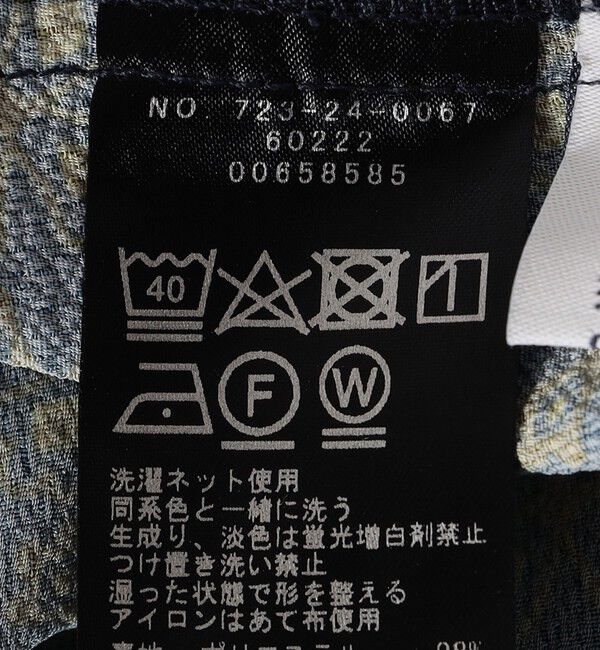 NO. 723-24-0067
60222
00658585
40
F W
洗濯ネット使用
同系色と一緒に洗う
生成り、淡色は蛍光増白剤禁止
つけ置き洗い禁止
湿った状態で形を整える
アイロンはあて布使用